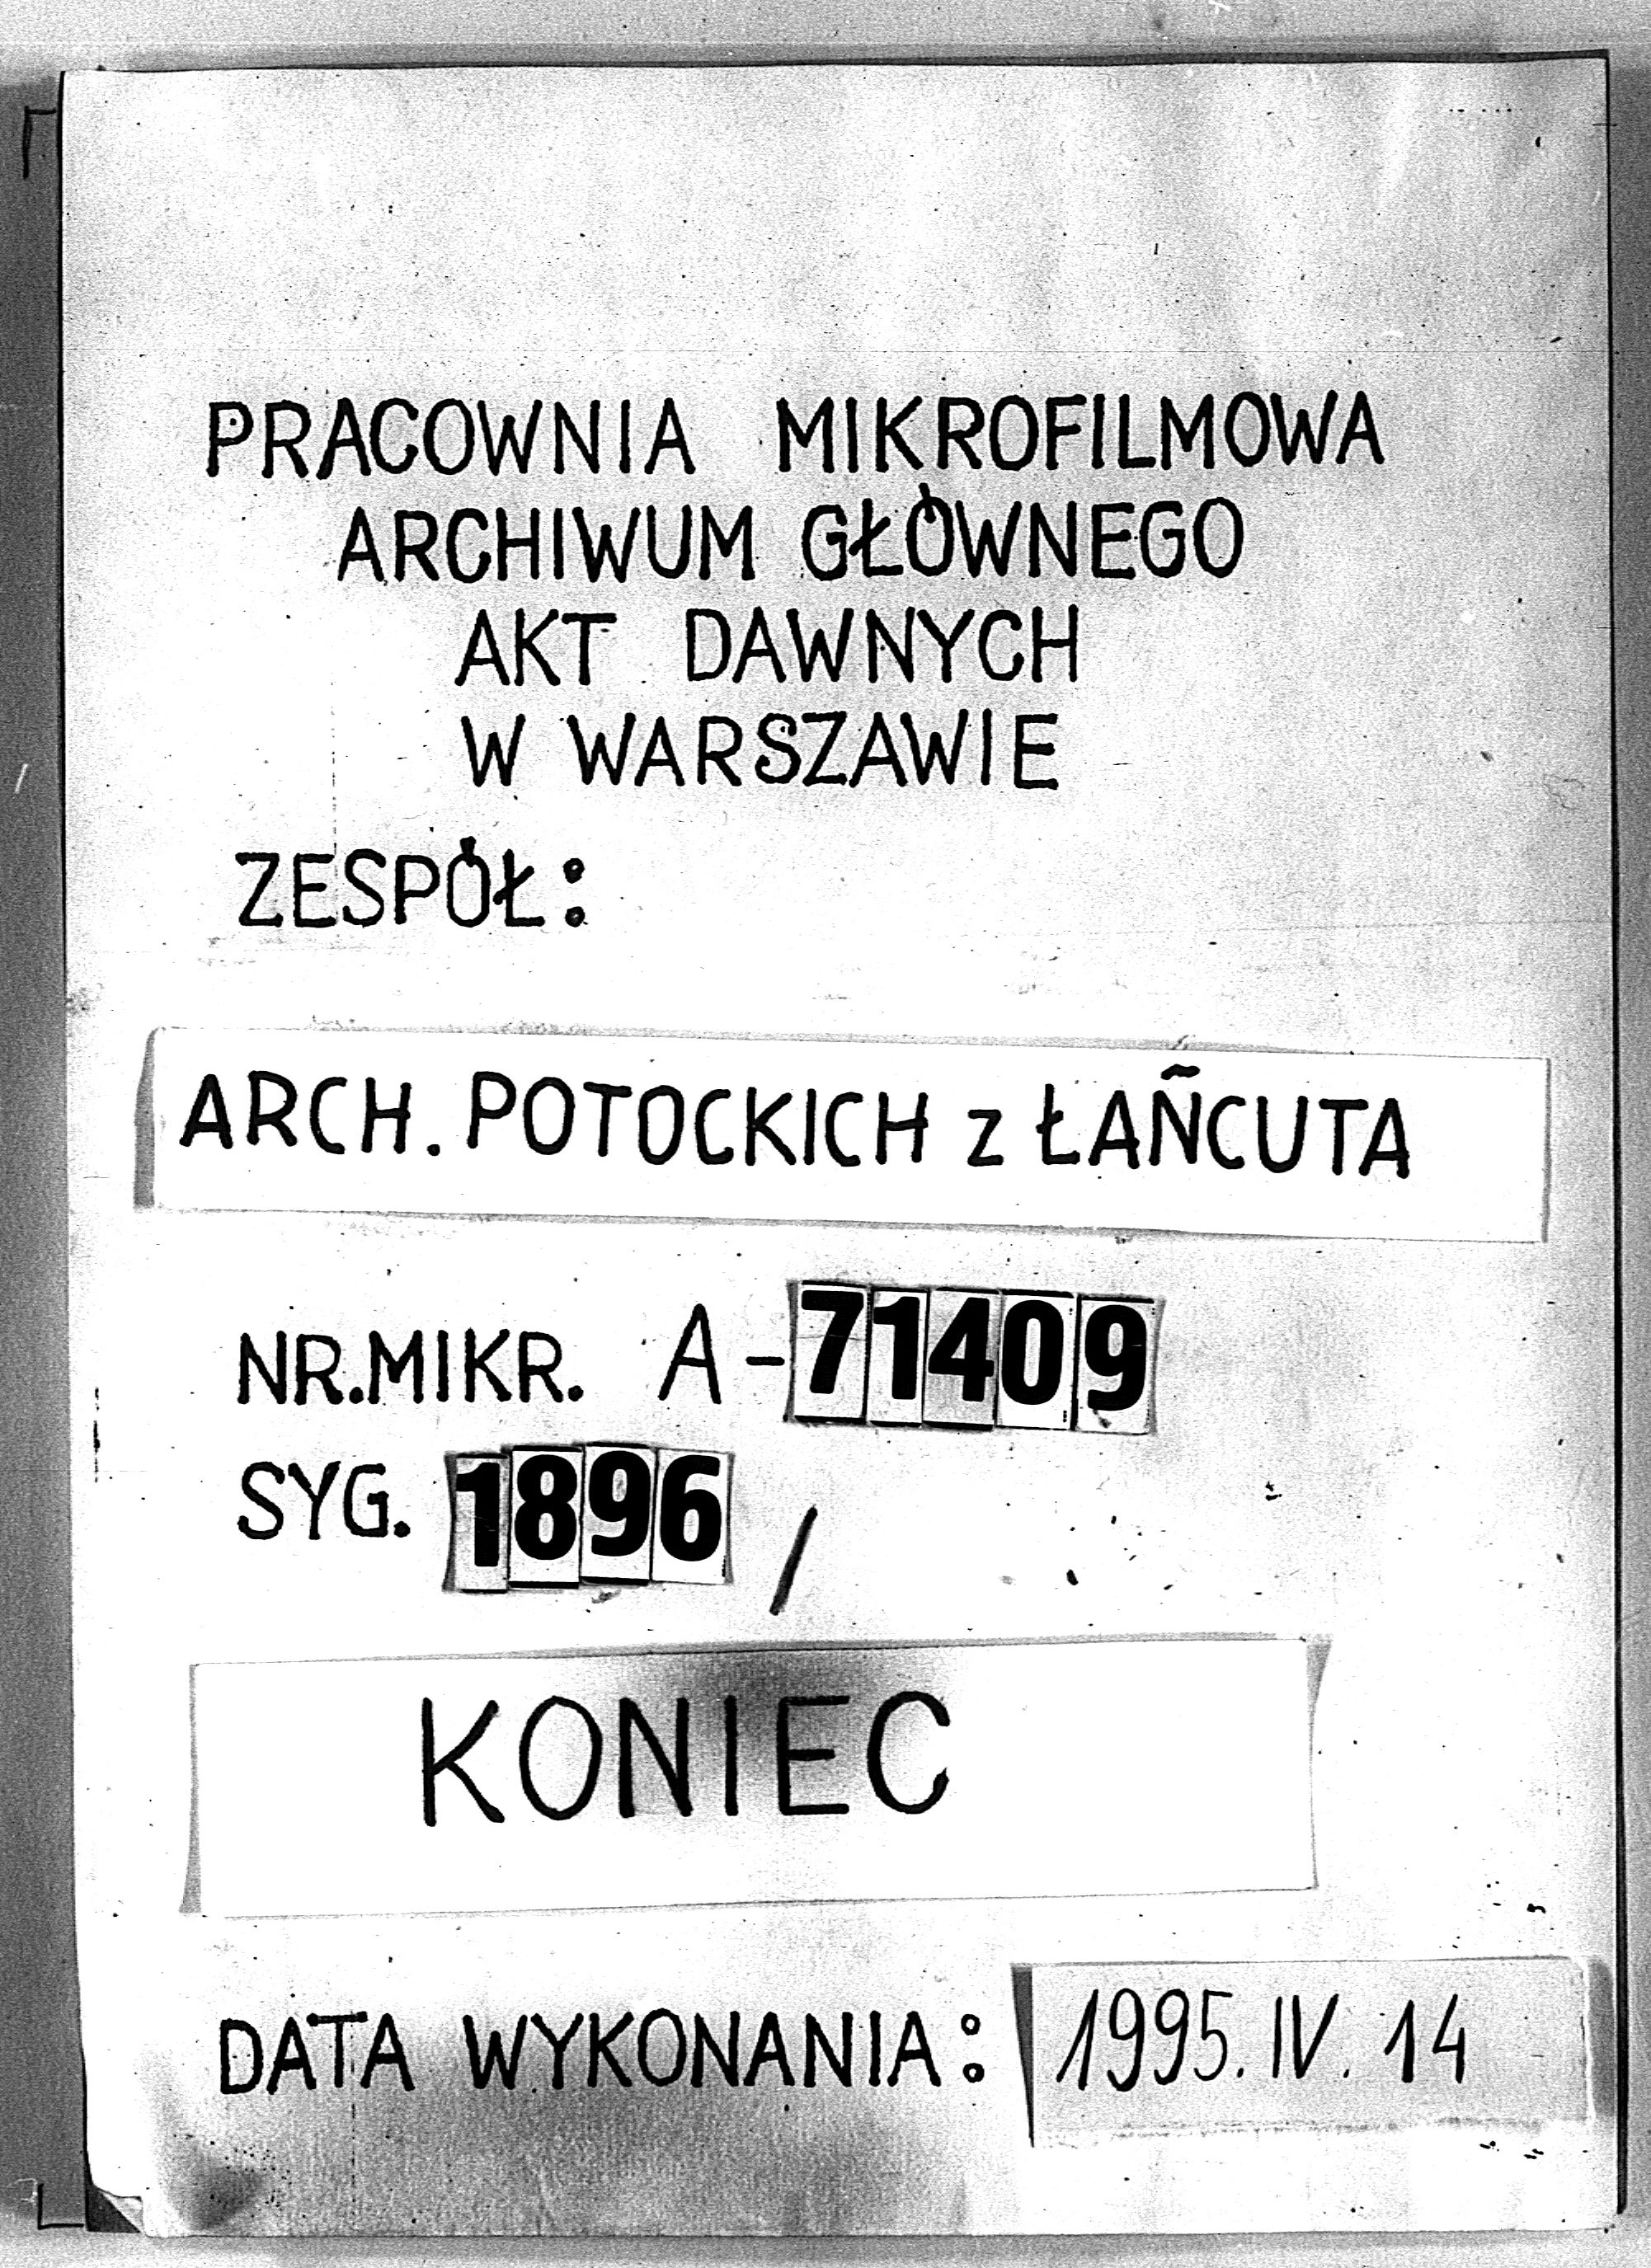 PRACOWNIA MIKROFILMOWA
ARCHIWUM GŁÓWNEGO
AKT DAWNYCH
W WARSZAWIE
ZESPÓŁ:
ARCH. POTOCKICH z ŁAÑCUTA
NR.MIKR. A-71409
SYG. 1896 /
KONIEC
DATA WYKONANIA: 1995. IV. 14